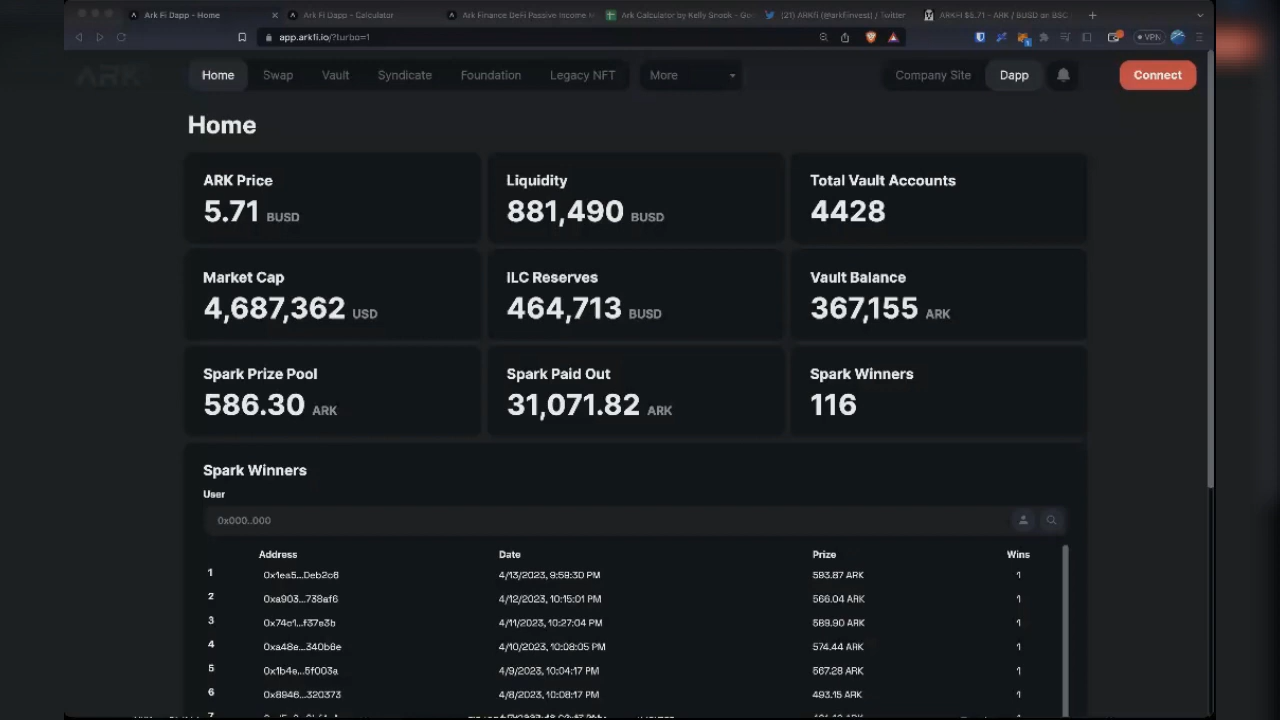 Ark Fi Dapp - Home
Ark Fi Dapp - Calculator
Ark Finance DeFi Passive Income
Ark Calculator by Kelly Snook - Go
(21) ARKfi (@arkfiinvest) / Twitter
ARKFI $5.71 - ARK / BUSD on BSC
app.arkfi.io/?turbo=1
VPN
ARK
Home
Swap
Vault
Syndicate
Foundation
Legacy NFT
More
Company Site
Dapp
Connect
Home
ARK Price
5.71 BUSD
Liquidity
881,490 BUSD
Total Vault Accounts
4428
Market Cap
4,687,362 USD
ILC Reserves
464,713 BUSD
Vault Balance
367,155 ARK
Spark Prize Pool
586.30 ARK
Spark Paid Out
31,071.82 ARK
Spark Winners
116
Spark Winners
User
0x000..000
Address Date Prize Wins
1 0x1ea5...Deb2c6 4/13/2023, 9:59:30 PM 593.87 ARK 1
2 0xa903...738af6 4/12/2023, 10:15:01 PM 566.04 ARK 1
3 0x74c1...f37e3b 4/11/2023, 10:27:04 PM 589.90 ARK 1
4 0xa48e...340b8e 4/10/2023, 10:08:05 PM 574.44 ARK 1
5 0x1b4e...5f003a 4/9/2023, 10:04:17 PM 567.28 ARK 1
6 0x8946...320373 4/8/2023, 10:08:17 PM 493.15 ARK 1
7